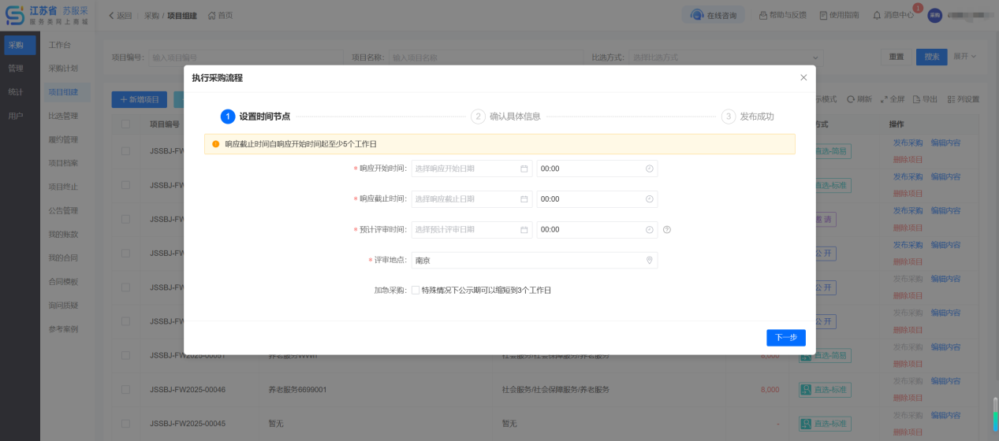 江苏省 苏服采
服务类网上商城
返回 采购 / 项目组建 首页
在线咨询 帮助与反馈 使用指南 消息中心 1 采购
采购
管理
统计
用户
工作台
采购计划
项目组建
比选管理
履约管理
项目档案
项目终止
公告管理
我的账款
我的合同
合同模板
询问质疑
参考案例
项目编号: 输入项目编号 项目名称: 输入项目名称 比选方式: 选择比选方式 重置 搜索 展开
+ 新增项目 示模式 刷新 全屏 导出 列设置
项目编号 方式 操作
执行采购流程
1 设置时间节点 2 确认具体信息 3 发布成功
响应截止时间自响应开始时间起至少5个工作日
* 响应开始时间: 选择响应开始日期 00:00
* 响应截止时间: 选择响应截止日期 00:00
* 预计评审时间: 选择预计评审日期 00:00
* 评审地点: 南京
加急采购: 特殊情况下公示期可以缩短到3个工作日
下一步
JSSBJ-FW 直选-简易 发布采购 编辑内容
删除项目
JSSBJ-FW 直选-标准 发布采购 编辑内容
删除项目
JSSBJ-FW 邀请 发布采购 编辑内容
删除项目
JSSBJ-FW 公开 发布采购 编辑内容
删除项目
JSSBJ-FW 公开 发布采购 编辑内容
删除项目
JSSBJ-FW 公开 发布采购 编辑内容
删除项目
JSSBJ-FW2025-00051 养老服务wwh 社会服务/社会保障服务/养老服务 6,000 直选-简易 发布采购 编辑内容
删除项目
JSSBJ-FW2025-00046 养老服务6699001 社会服务/社会保障服务/养老服务 8,000 直选-标准 发布采购 编辑内容
删除项目
JSSBJ-FW2025-00045 暂无 暂无 - 直选-标准 发布采购 编辑内容
删除项目